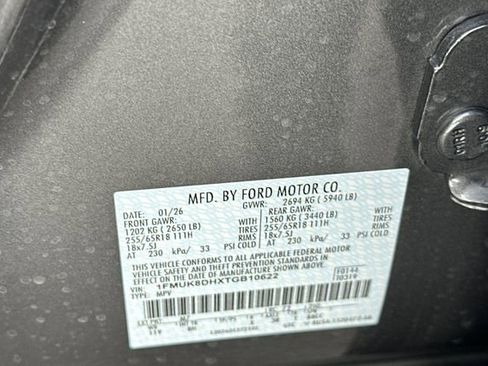 MFD. BY FORD MOTOR CO.
DATE: 01/26 GVWR: 2694 KG ( 5940 LB)
FRONT GAWR: REAR GAWR:
1202 KG ( 2650 LB) 1560 KG ( 3440 LB)
255/65R18 111H TIRES 255/65R18 111H TIRES
18x7.5J RIMS 18x7.5J RIMS
AT 230 kPa/ 33 PSI COLD AT 230 kPa/ 33 PSI COLD
THIS VEHICLE CONFORMS TO ALL APPLICABLE FEDERAL MOTOR
VEHICLE SAFETY AND THEFT PREVENTION STANDARDS IN
EFFECT ON THE DATE OF MANUFACTURE SHOWN ABOVE.
VIN: 1FMUK8DHXTGB10622 F0144
TYPE: MPV
HRW